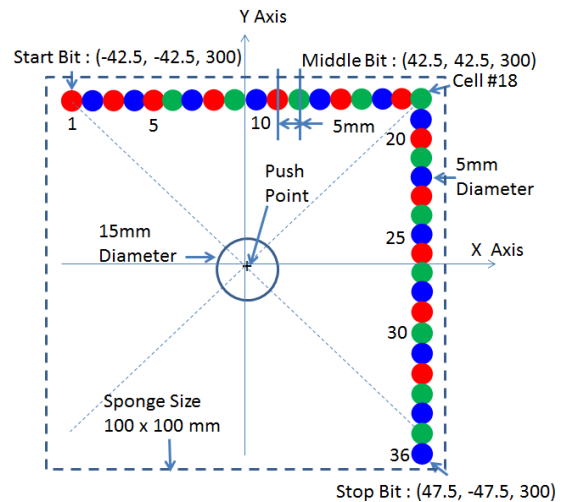 Y Axis
Start Bit : (-42.5, -42.5, 300)
Middle Bit : (42.5, 42.5, 300)
Cell #18
1
5
10
5mm
20
5mm
Diameter
Push
Point
15mm
Diameter
25
X Axis
30
Sponge Size
100 x 100 mm
36
Stop Bit : (47.5, -47.5, 300)